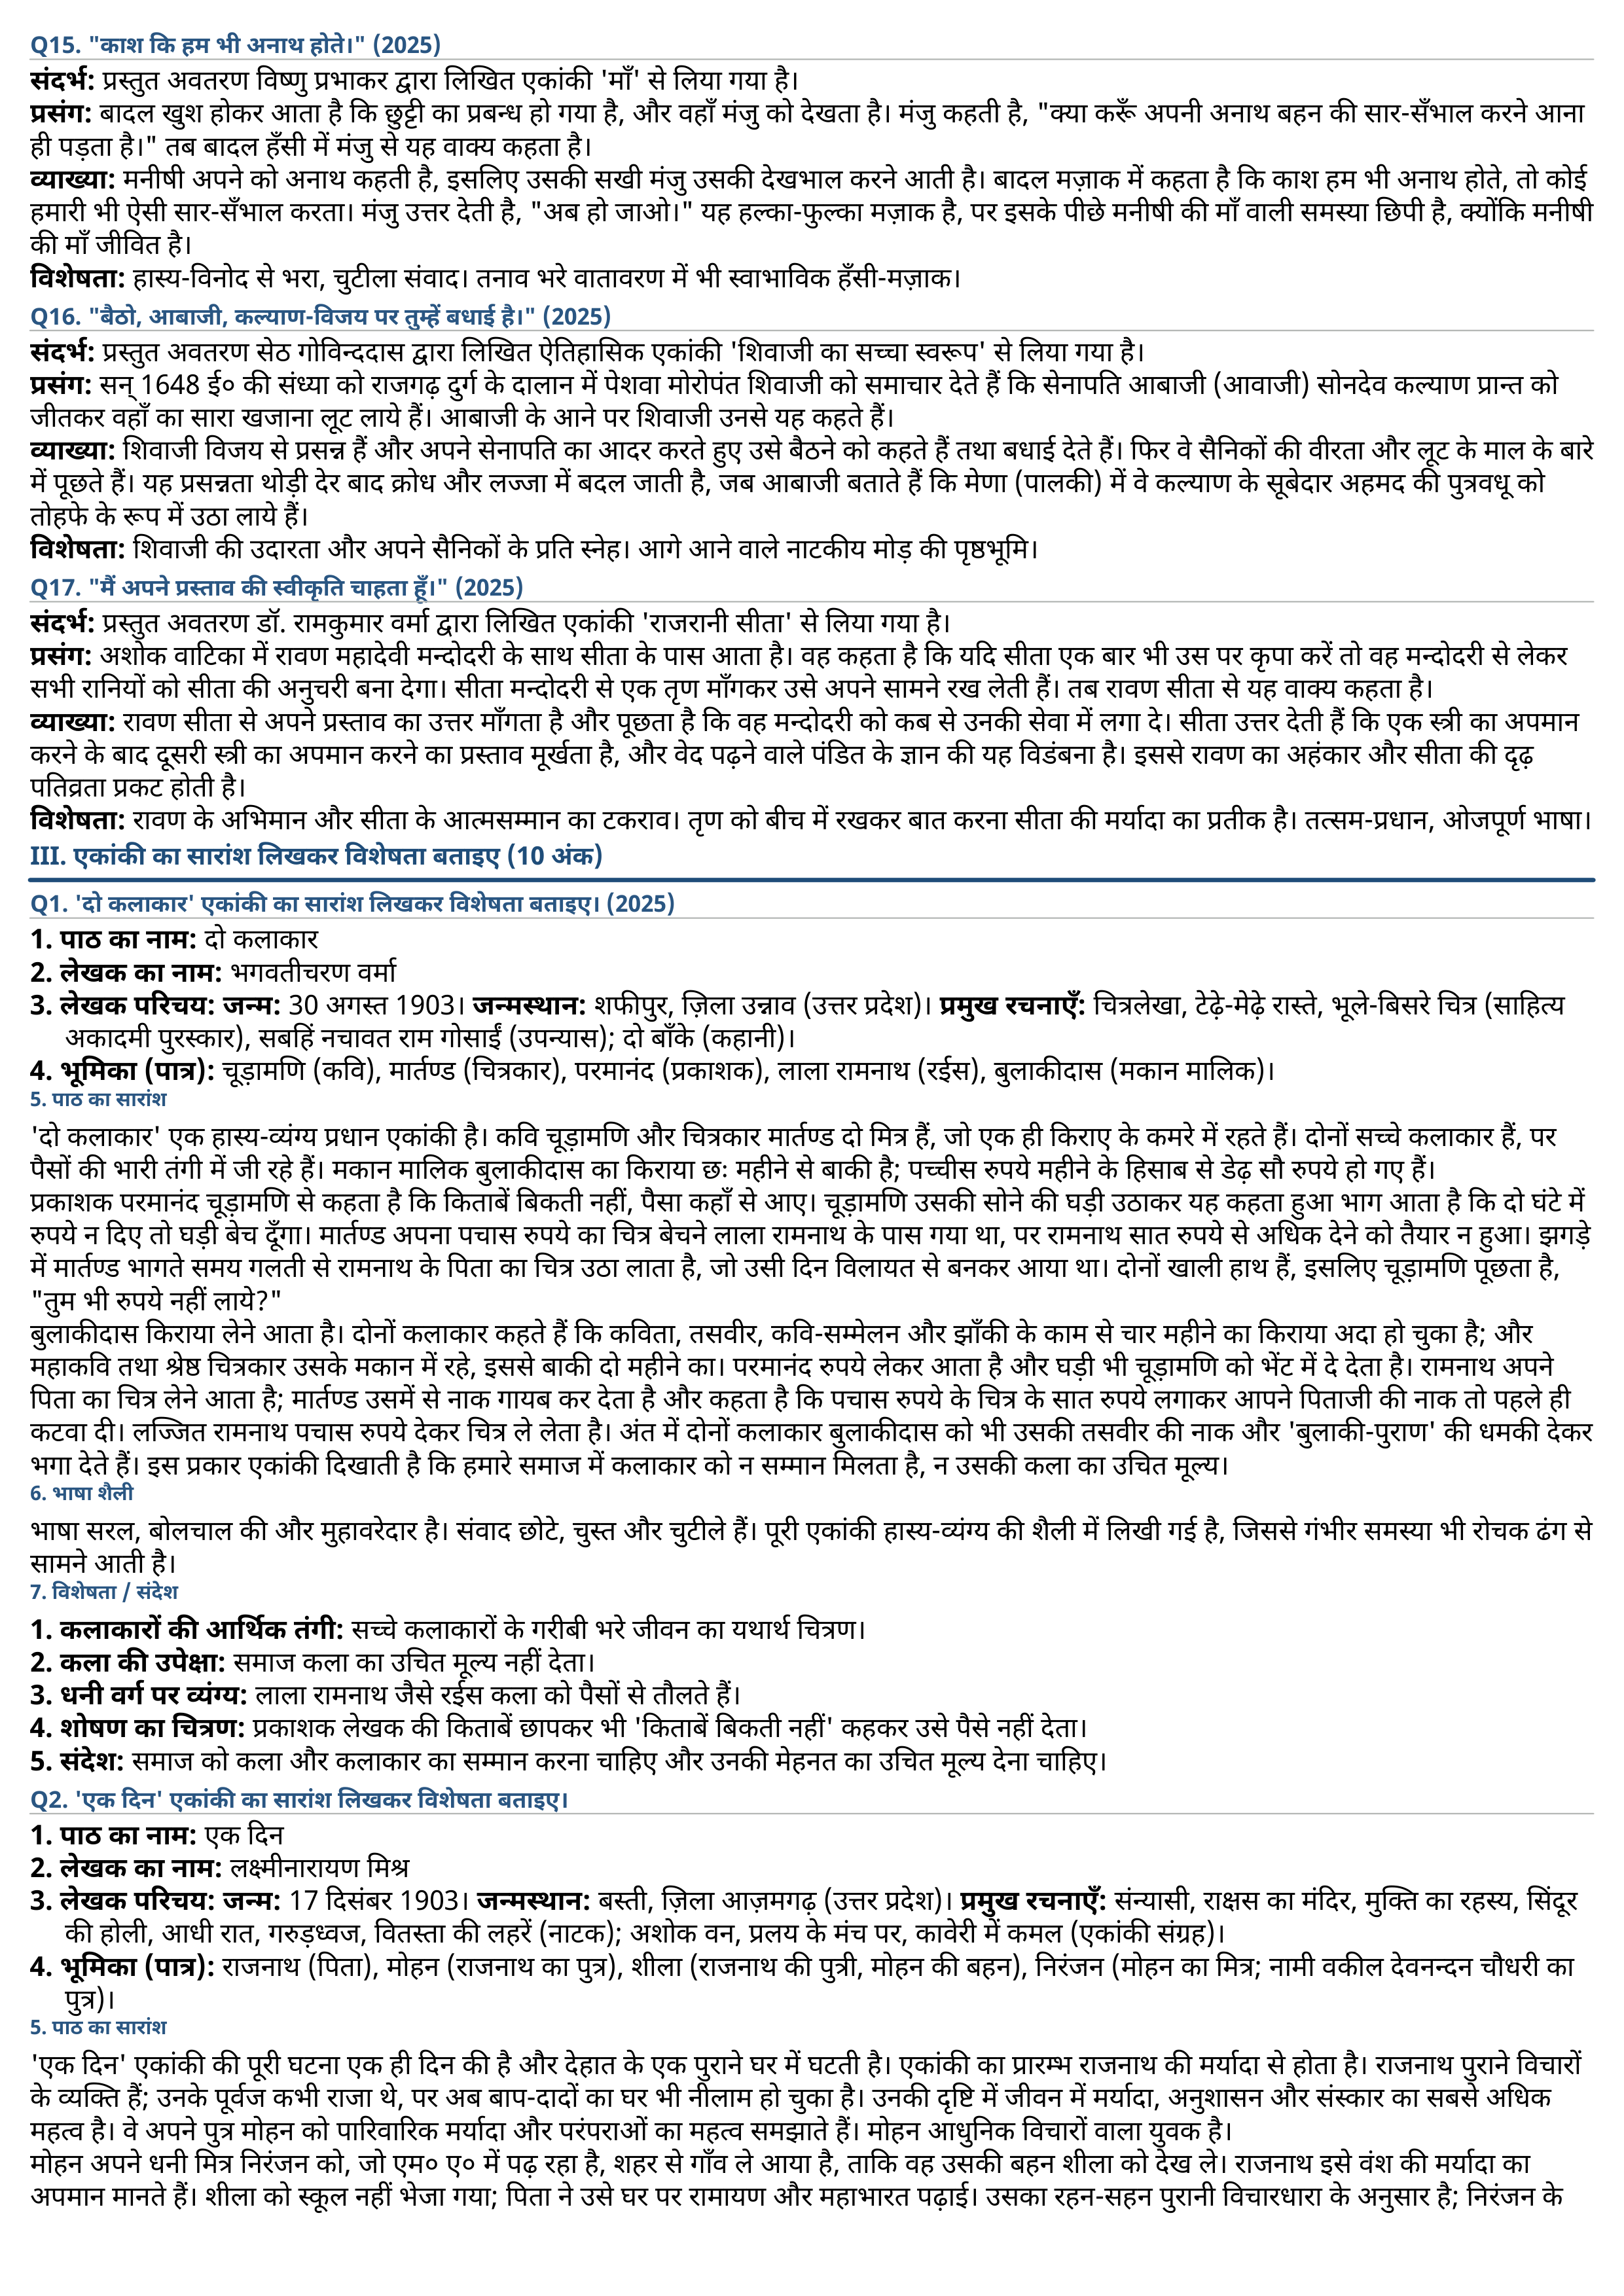 Q15. "काश कि हम भी अनाथ होते।" (2025)
संदर्भ: प्रस्तुत अवतरण विष्णु प्रभाकर द्वारा लिखित एकांकी 'माँ' से लिया गया है।
प्रसंग: बादल खुश होकर आता है कि छुट्टी का प्रबन्ध हो गया है, और वहाँ मंजु को देखता है। मंजु कहती है, "क्या करूँ अपनी अनाथ बहन की सार-सँभाल करने आना
ही पड़ता है।" तब बादल हँसी में मंजु से यह वाक्य कहता है।
व्याख्या: मनीषी अपने को अनाथ कहती है, इसलिए उसकी सखी मंजु उसकी देखभाल करने आती है। बादल मज़ाक में कहता है कि काश हम भी अनाथ होते, तो कोई
हमारी भी ऐसी सार-सँभाल करता। मंजु उत्तर देती है, "अब हो जाओ।" यह हल्का-फुल्का मज़ाक है, पर इसके पीछे मनीषी की माँ वाली समस्या छिपी है, क्योंकि मनीषी
की माँ जीवित है।
विशेषता: हास्य-विनोद से भरा, चुटीला संवाद। तनाव भरे वातावरण में भी स्वाभाविक हँसी-मज़ाक।
Q16. "बैठो, आबाजी, कल्याण-विजय पर तुम्हें बधाई है।" (2025)
संदर्भ: प्रस्तुत अवतरण सेठ गोविन्ददास द्वारा लिखित ऐतिहासिक एकांकी 'शिवाजी का सच्चा स्वरूप' से लिया गया है।
प्रसंग: सन् 1648 ई० की संध्या को राजगढ़ दुर्ग के दालान में पेशवा मोरोपंत शिवाजी को समाचार देते हैं कि सेनापति आबाजी (आवाजी) सोनदेव कल्याण प्रान्त को
जीतकर वहाँ का सारा खजाना लूट लाये हैं। आबाजी के आने पर शिवाजी उनसे यह कहते हैं।
व्याख्या: शिवाजी विजय से प्रसन्न हैं और अपने सेनापति का आदर करते हुए उसे बैठने को कहते हैं तथा बधाई देते हैं। फिर वे सैनिकों की वीरता और लूट के माल के बारे
में पूछते हैं। यह प्रसन्नता थोड़ी देर बाद क्रोध और लज्जा में बदल जाती है, जब आबाजी बताते हैं कि मेणा (पालकी) में वे कल्याण के सूबेदार अहमद की पुत्रवधू को
तोहफे के रूप में उठा लाये हैं।
विशेषता: शिवाजी की उदारता और अपने सैनिकों के प्रति स्नेह। आगे आने वाले नाटकीय मोड़ की पृष्ठभूमि।
Q17. "मैं अपने प्रस्ताव की स्वीकृति चाहता हूँ।" (2025)
संदर्भ: प्रस्तुत अवतरण डॉ. रामकुमार वर्मा द्वारा लिखित एकांकी 'राजरानी सीता' से लिया गया है।
प्रसंग: अशोक वाटिका में रावण महादेवी मन्दोदरी के साथ सीता के पास आता है। वह कहता है कि यदि सीता एक बार भी उस पर कृपा करें तो वह मन्दोदरी से लेकर
सभी रानियों को सीता की अनुचरी बना देगा। सीता मन्दोदरी से एक तृण माँगकर उसे अपने सामने रख लेती हैं। तब रावण सीता से यह वाक्य कहता है।
व्याख्या: रावण सीता से अपने प्रस्ताव का उत्तर माँगता है और पूछता है कि वह मन्दोदरी को कब से उनकी सेवा में लगा दे। सीता उत्तर देती हैं कि एक स्त्री का अपमान
करने के बाद दूसरी स्त्री का अपमान करने का प्रस्ताव मूर्खता है, और वेद पढ़ने वाले पंडित के ज्ञान की यह विडंबना है। इससे रावण का अहंकार और सीता की दृढ़
पतिव्रता प्रकट होती है।
विशेषता: रावण के अभिमान और सीता के आत्मसम्मान का टकराव। तृण को बीच में रखकर बात करना सीता की मर्यादा का प्रतीक है। तत्सम-प्रधान, ओजपूर्ण भाषा।
III. एकांकी का सारांश लिखकर विशेषता बताइए (10 अंक)
Q1. 'दो कलाकार' एकांकी का सारांश लिखकर विशेषता बताइए। (2025)
1. पाठ का नाम: दो कलाकार
2. लेखक का नाम: भगवतीचरण वर्मा
3. लेखक परिचय: जन्म: 30 अगस्त 1903। जन्मस्थान: शफीपुर, ज़िला उन्नाव (उत्तर प्रदेश)। प्रमुख रचनाएँ: चित्रलेखा, टेढ़े-मेढ़े रास्ते, भूले-बिसरे चित्र (साहित्य
अकादमी पुरस्कार), सबहिं नचावत राम गोसाईं (उपन्यास); दो बाँके (कहानी)।
4. भूमिका (पात्र): चूड़ामणि (कवि), मार्तण्ड (चित्रकार), परमानंद (प्रकाशक), लाला रामनाथ (रईस), बुलाकीदास (मकान मालिक)।
5. पाठ का सारांश
'दो कलाकार' एक हास्य-व्यंग्य प्रधान एकांकी है। कवि चूड़ामणि और चित्रकार मार्तण्ड दो मित्र हैं, जो एक ही किराए के कमरे में रहते हैं। दोनों सच्चे कलाकार हैं, पर
पैसों की भारी तंगी में जी रहे हैं। मकान मालिक बुलाकीदास का किराया छः महीने से बाकी है; पच्चीस रुपये महीने के हिसाब से डेढ़ सौ रुपये हो गए हैं।
प्रकाशक परमानंद चूड़ामणि से कहता है कि किताबें बिकती नहीं, पैसा कहाँ से आए। चूड़ामणि उसकी सोने की घड़ी उठाकर यह कहता हुआ भाग आता है कि दो घंटे में
रुपये न दिए तो घड़ी बेच दूँगा। मार्तण्ड अपना पचास रुपये का चित्र बेचने लाला रामनाथ के पास गया था, पर रामनाथ सात रुपये से अधिक देने को तैयार न हुआ। झगड़े
में मार्तण्ड भागते समय गलती से रामनाथ के पिता का चित्र उठा लाता है, जो उसी दिन विलायत से बनकर आया था। दोनों खाली हाथ हैं, इसलिए चूड़ामणि पूछता है,
"तुम भी रुपये नहीं लाये?"
बुलाकीदास किराया लेने आता है। दोनों कलाकार कहते हैं कि कविता, तसवीर, कवि-सम्मेलन और झाँकी के काम से चार महीने का किराया अदा हो चुका है; और
महाकवि तथा श्रेष्ठ चित्रकार उसके मकान में रहे, इससे बाकी दो महीने का। परमानंद रुपये लेकर आता है और घड़ी भी चूड़ामणि को भेंट में दे देता है। रामनाथ अपने
पिता का चित्र लेने आता है; मार्तण्ड उसमें से नाक गायब कर देता है और कहता है कि पचास रुपये के चित्र के सात रुपये लगाकर आपने पिताजी की नाक तो पहले ही
कटवा दी। लज्जित रामनाथ पचास रुपये देकर चित्र ले लेता है। अंत में दोनों कलाकार बुलाकीदास को भी उसकी तसवीर की नाक और 'बुलाकी-पुराण' की धमकी देकर
भगा देते हैं। इस प्रकार एकांकी दिखाती है कि हमारे समाज में कलाकार को न सम्मान मिलता है, न उसकी कला का उचित मूल्य।
6. भाषा शैली
भाषा सरल, बोलचाल की और मुहावरेदार है। संवाद छोटे, चुस्त और चुटीले हैं। पूरी एकांकी हास्य-व्यंग्य की शैली में लिखी गई है, जिससे गंभीर समस्या भी रोचक ढंग से
सामने आती है।
7. विशेषता / संदेश
1. कलाकारों की आर्थिक तंगी: सच्चे कलाकारों के गरीबी भरे जीवन का यथार्थ चित्रण।
2. कला की उपेक्षा: समाज कला का उचित मूल्य नहीं देता।
3. धनी वर्ग पर व्यंग्य: लाला रामनाथ जैसे रईस कला को पैसों से तौलते हैं।
4. शोषण का चित्रण: प्रकाशक लेखक की किताबें छापकर भी 'किताबें बिकती नहीं' कहकर उसे पैसे नहीं देता।
5. संदेश: समाज को कला और कलाकार का सम्मान करना चाहिए और उनकी मेहनत का उचित मूल्य देना चाहिए।
Q2. 'एक दिन' एकांकी का सारांश लिखकर विशेषता बताइए।
1. पाठ का नाम: एक दिन
2. लेखक का नाम: लक्ष्मीनारायण मिश्र
3. लेखक परिचय: जन्म: 17 दिसंबर 1903। जन्मस्थान: बस्ती, ज़िला आज़मगढ़ (उत्तर प्रदेश)। प्रमुख रचनाएँ: संन्यासी, राक्षस का मंदिर, मुक्ति का रहस्य, सिंदूर
की होली, आधी रात, गरुड़ध्वज, वितस्ता की लहरें (नाटक); अशोक वन, प्रलय के मंच पर, कावेरी में कमल (एकांकी संग्रह)।
4. भूमिका (पात्र): राजनाथ (पिता), मोहन (राजनाथ का पुत्र), शीला (राजनाथ की पुत्री, मोहन की बहन), निरंजन (मोहन का मित्र; नामी वकील देवनन्दन चौधरी का
पुत्र)।
5. पाठ का सारांश
'एक दिन' एकांकी की पूरी घटना एक ही दिन की है और देहात के एक पुराने घर में घटती है। एकांकी का प्रारम्भ राजनाथ की मर्यादा से होता है। राजनाथ पुराने विचारों
के व्यक्ति हैं; उनके पूर्वज कभी राजा थे, पर अब बाप-दादों का घर भी नीलाम हो चुका है। उनकी दृष्टि में जीवन में मर्यादा, अनुशासन और संस्कार का सबसे अधिक
महत्व है। वे अपने पुत्र मोहन को पारिवारिक मर्यादा और परंपराओं का महत्व समझाते हैं। मोहन आधुनिक विचारों वाला युवक है।
मोहन अपने धनी मित्र निरंजन को, जो एम० ए० में पढ़ रहा है, शहर से गाँव ले आया है, ताकि वह उसकी बहन शीला को देख ले। राजनाथ इसे वंश की मर्यादा का
अपमान मानते हैं। शीला को स्कूल नहीं भेजा गया; पिता ने उसे घर पर रामायण और महाभारत पढ़ाई। उसका रहन-सहन पुरानी विचारधारा के अनुसार है; निरंजन के